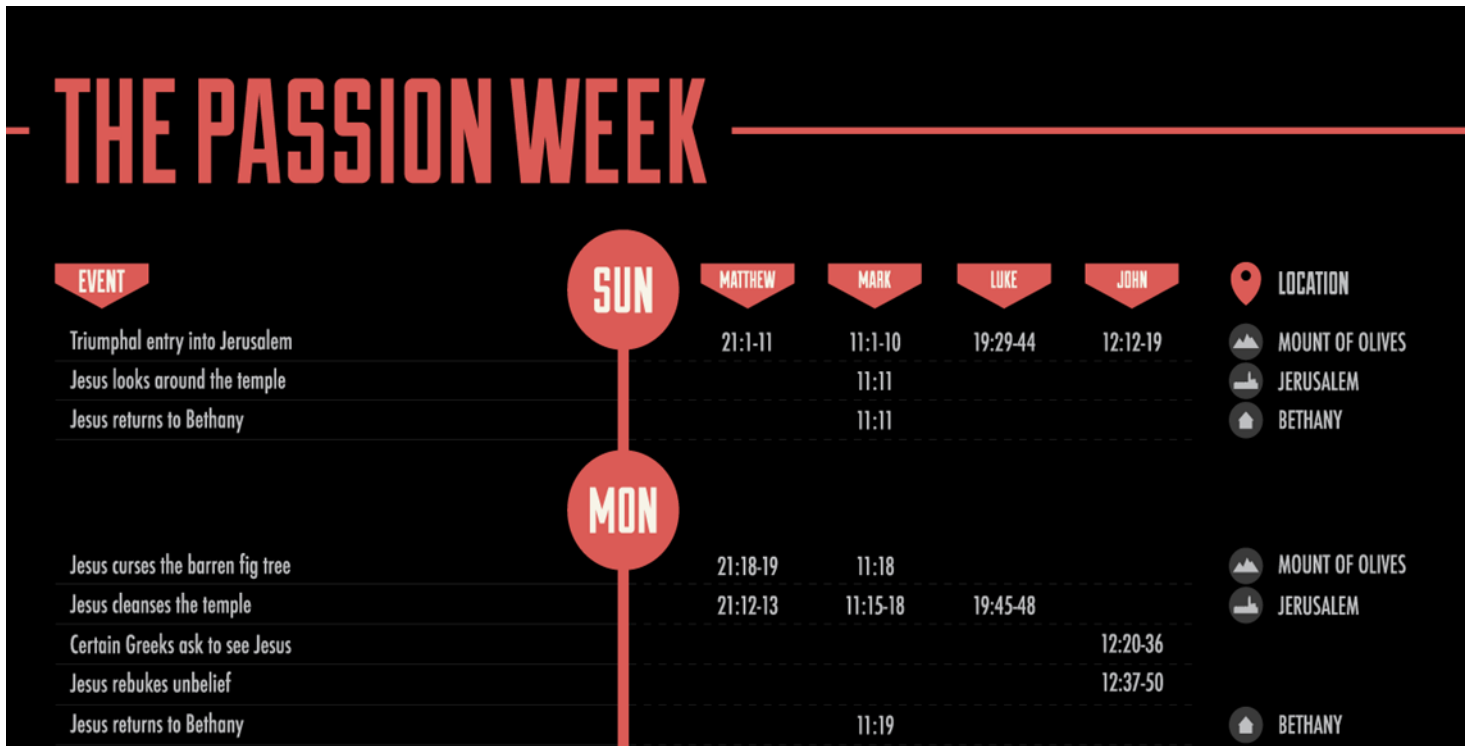 THE PASSION WEEK
EVENT SUN MATTHEW MARK LUKE JOHN LOCATION
Triumphal entry into Jerusalem 21:1-11 11:1-10 19:29-44 12:12-19 MOUNT OF OLIVES
Jesus looks around the temple 11:11 JERUSALEM
Jesus returns to Bethany 11:11 BETHANY
MON
Jesus curses the barren fig tree 21:18-19 11:18 MOUNT OF OLIVES
Jesus cleanses the temple 21:12-13 11:15-18 19:45-48 JERUSALEM
Certain Greeks ask to see Jesus 12:20-36
Jesus rebukes unbelief 12:37-50
Jesus returns to Bethany 11:19 BETHANY